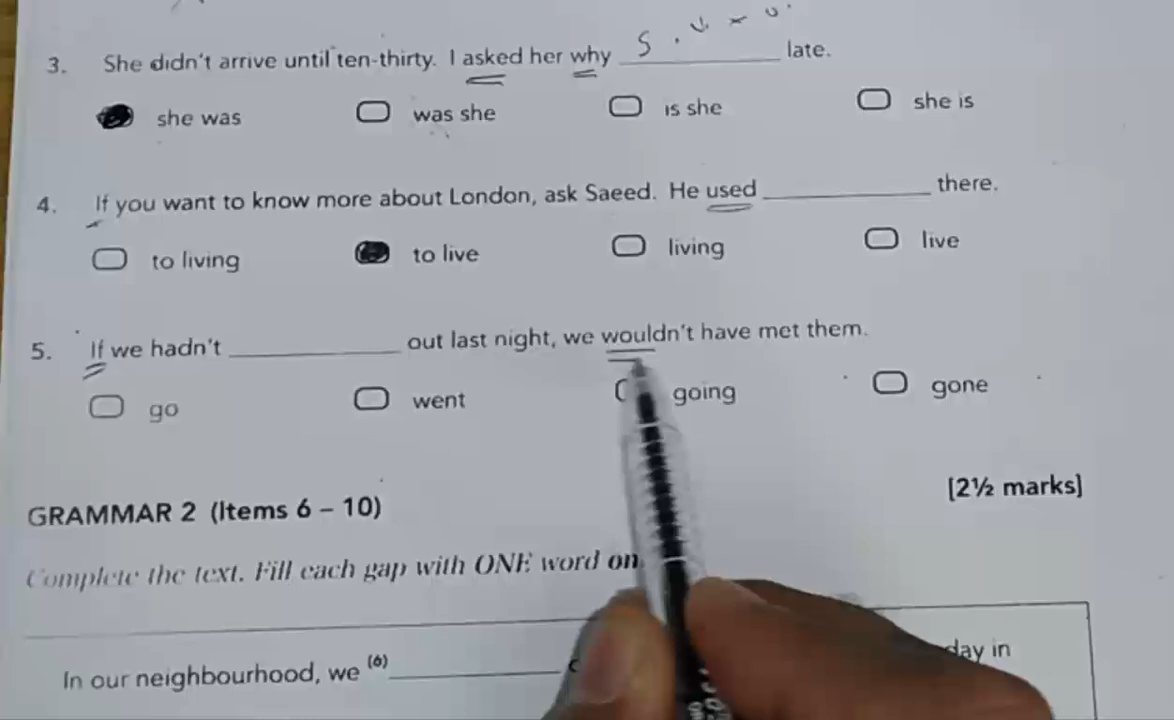 s . v x o .
3. She didn't arrive until ten-thirty. I asked her why ____________ late.
she was was she is she she is
4. If you want to know more about London, ask Saeed. He used ____________ there.
to living to live living live
5. If we hadn't ____________ out last night, we wouldn't have met them.
go went going gone
[2½ marks]
GRAMMAR 2 (Items 6 – 10)
Complete the text. Fill each gap with ONE word on
In our neighbourhood, we (6)____________ day in